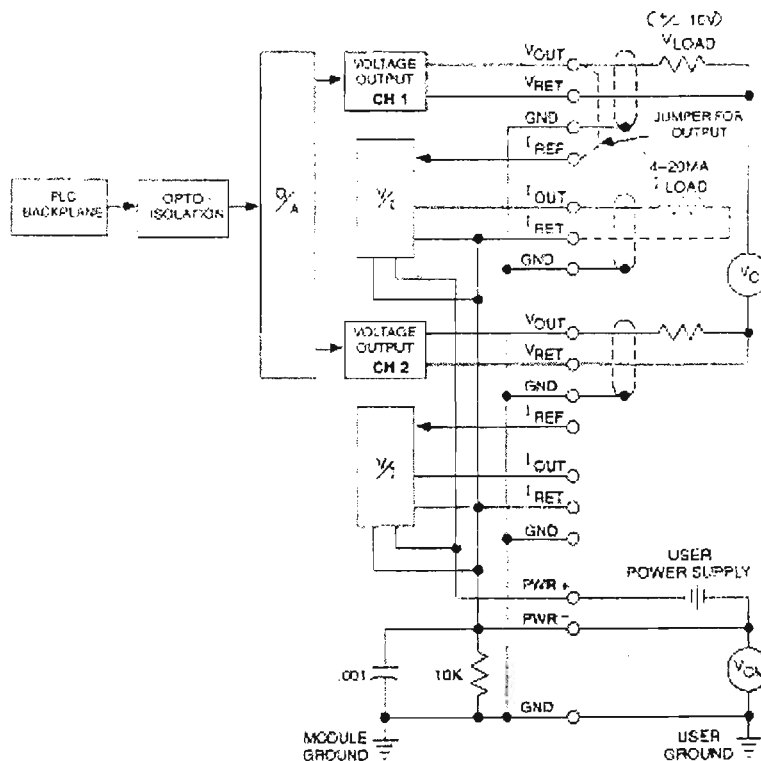 (+/- 10V)
VLOAD
VOLTAGE
OUTPUT
CH 1
VOUT
VRET
GND
IREF
JUMPER FOR
OUTPUT
4-20MA
LOAD
PLC
BACKPLANE
OPTO-
ISOLATION
D/A
IOUT
IRET
GND
VOLTAGE
OUTPUT
CH 2
VOUT
VRET
GND
IREF
IOUT
IRET
GND
USER
POWER SUPPLY
PWR +
PWR -
.001
10K
GND
MODULE
GROUND
USER
GROUND